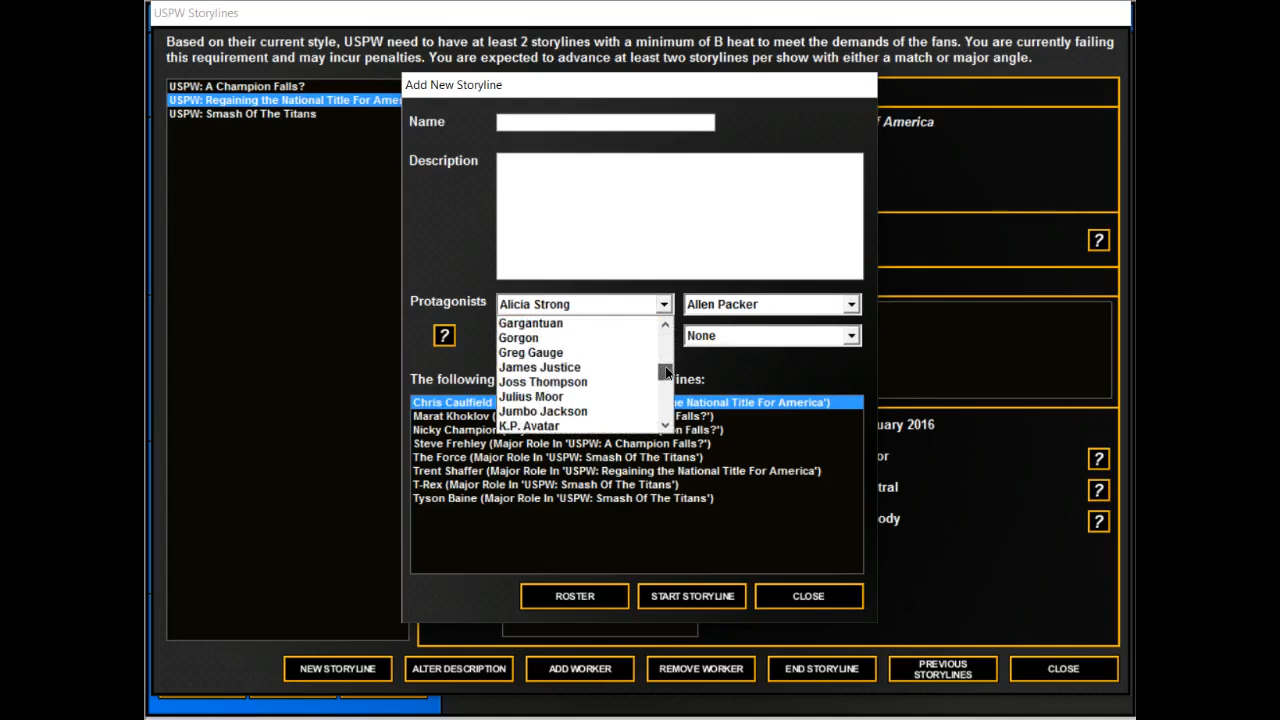 USPW Storylines
Based on their current style, USPW need to have at least 2 storylines with a minimum of B heat to meet the demands of the fans. You are currently failing
this requirement and may incur penalties. You are expected to advance at least two storylines per show with either a match or major angle.
USPW: A Champion Falls?
USPW: Regaining the National Title For Amer
USPW: Smash Of The Titans
Add New Storyline
Name
f America
Description
?
Protagonists
Alicia Strong
Allen Packer
?
None
Gargantuan
Gorgon
Greg Gauge
James Justice
Joss Thompson
Julius Moor
Jumbo Jackson
K.P. Avatar
The following
ines:
Chris Caulfield
e National Title For America')
Marat Khoklov (
Falls?')
Nicky Champion
n Falls?')
Steve Frehley (Major Role In 'USPW: A Champion Falls?')
The Force (Major Role In 'USPW: Smash Of The Titans')
Trent Shaffer (Major Role In 'USPW: Regaining the National Title For America')
T-Rex (Major Role In 'USPW: Smash Of The Titans')
Tyson Baine (Major Role In 'USPW: Smash Of The Titans')
uary 2016
or
?
tral
?
ody
?
ROSTER
START STORYLINE
CLOSE
NEW STORYLINE
ALTER DESCRIPTION
ADD WORKER
REMOVE WORKER
END STORYLINE
PREVIOUS
STORYLINES
CLOSE